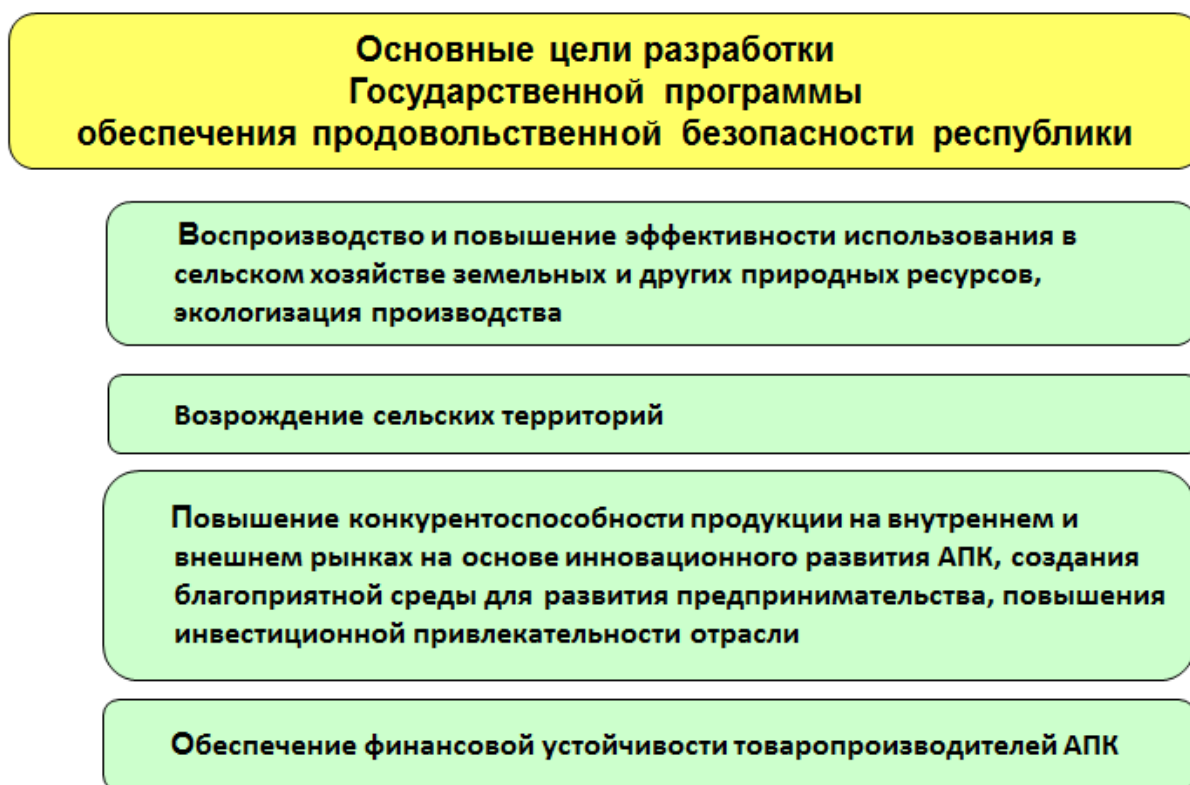 Основные цели разработки
Государственной программы
обеспечения продовольственной безопасности республики
Воспроизводство и повышение эффективности использования в
сельском хозяйстве земельных и других природных ресурсов,
экологизация производства
Возрождение сельских территорий
Повышение конкурентоспособности продукции на внутреннем и
внешнем рынках на основе инновационного развития АПК, создания
благоприятной среды для развития предпринимательства, повышения
инвестиционной привлекательности отрасли
Обеспечение финансовой устойчивости товаропроизводителей АПК